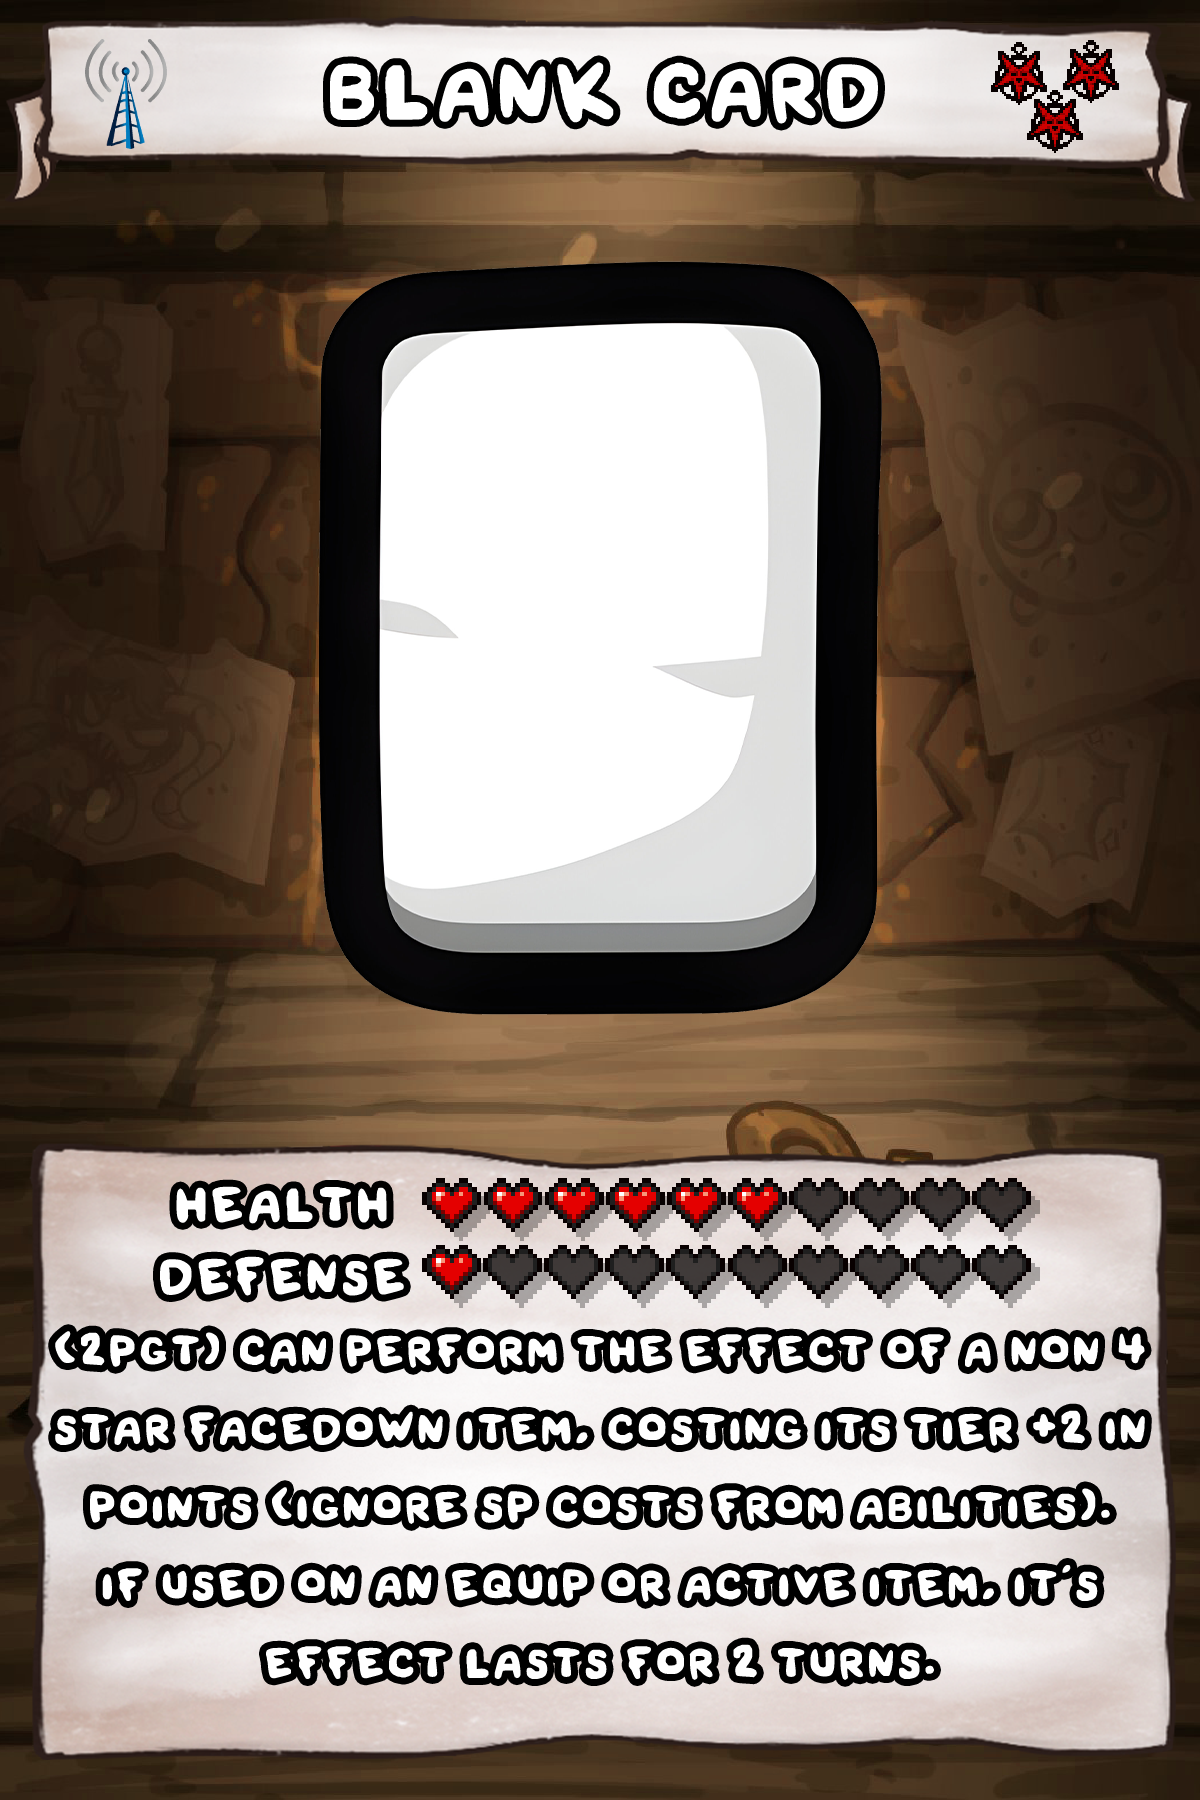 BLANK CARD
HEALTH
DEFENSE
(2PGT) CAN PERFORM THE EFFECT OF A NON 4
STAR FACEDOWN ITEM, COSTING ITS TIER +2 IN
POINTS (IGNORE SP COSTS FROM ABILITIES).
IF USED ON AN EQUIP OR ACTIVE ITEM, IT'S
EFFECT LASTS FOR 2 TURNS.